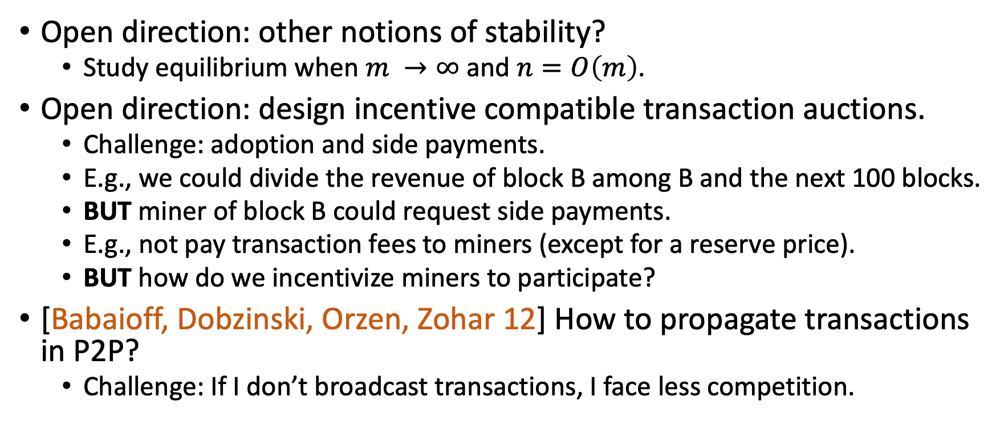 • Open direction: other notions of stability?
• Study equilibrium when m → ∞ and n = O(m).
• Open direction: design incentive compatible transaction auctions.
• Challenge: adoption and side payments.
• E.g., we could divide the revenue of block B among B and the next 100 blocks.
• BUT miner of block B could request side payments.
• E.g., not pay transaction fees to miners (except for a reserve price).
• BUT how do we incentivize miners to participate?
• [Babaioff, Dobzinski, Orzen, Zohar 12] How to propagate transactions
in P2P?
• Challenge: If I don’t broadcast transactions, I face less competition.